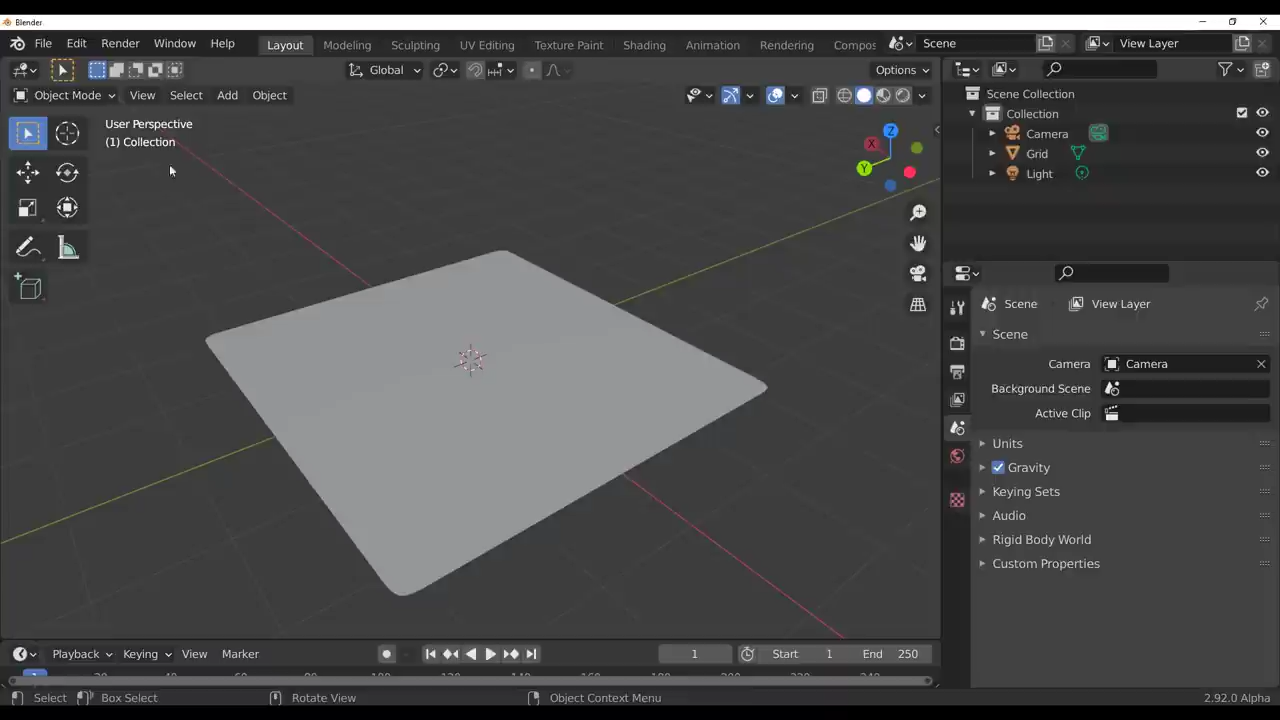 Blender
File Edit Render Window Help Layout Modeling Sculpting UV Editing Texture Paint Shading Animation Rendering Compos Scene View Layer
Global Options
Object Mode View Select Add Object
User Perspective
(1) Collection
X Y Z
Scene Collection
Collection
Camera
Grid
Light
Scene View Layer
Scene
Camera Camera
Background Scene
Active Clip
Units
Gravity
Keying Sets
Audio
Rigid Body World
Custom Properties
Playback Keying View Marker 1 Start 1 End 250
Select Box Select Rotate View Object Context Menu 2.92.0 Alpha